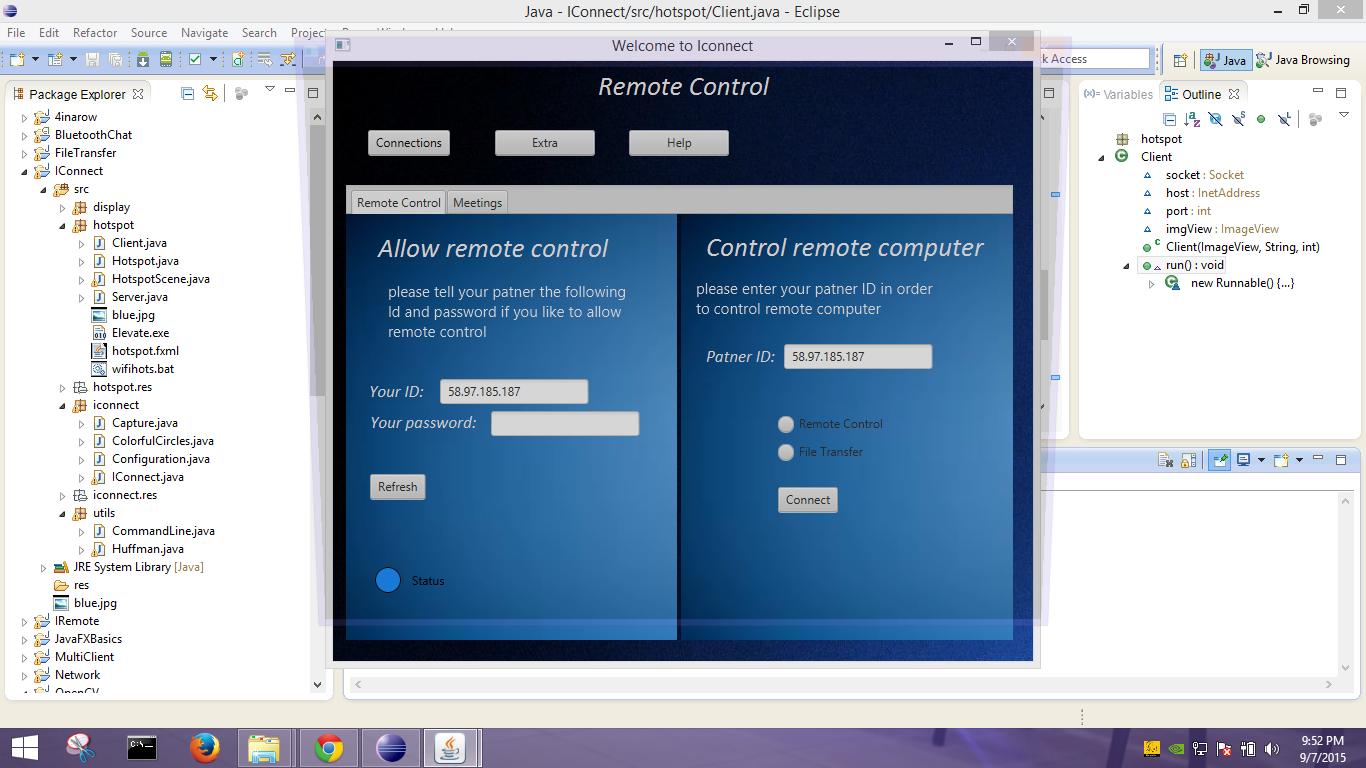 Java - IConnect/src/hotspot/Client.java - Eclipse
File Edit Refactor Source Navigate Search
Welcome to Iconnect
Access
Java
Java Browsing
Package Explorer
4inarow
BluetoothChat
FileTransfer
IConnect
src
display
hotspot
Client.java
Hotspot.java
HotspotScene.java
Server.java
blue.jpg
Elevate.exe
hotspot.fxml
wifihots.bat
hotspot.res
iconnect
Capture.java
ColorfulCircles.java
Configuration.java
IConnect.java
iconnect.res
utils
CommandLine.java
Huffman.java
JRE System Library [Java]
res
blue.jpg
IRemote
JavaFXBasics
MultiClient
Network
OpenCV
Remote Control
Connections
Extra
Help
Remote Control
Meetings
Allow remote control
please tell your patner the following
Id and password if you like to allow
remote control
Your ID:
58.97.185.187
Your password:
Refresh
Status
Control remote computer
please enter your patner ID in order
to control remote computer
Patner ID:
58.97.185.187
Remote Control
File Transfer
Connect
(x)= Variables
Outline
hotspot
Client
socket : Socket
host : InetAddress
port : int
imgView : ImageView
Client(ImageView, String, int)
run() : void
new Runnable() {...}
9:52 PM
9/7/2015